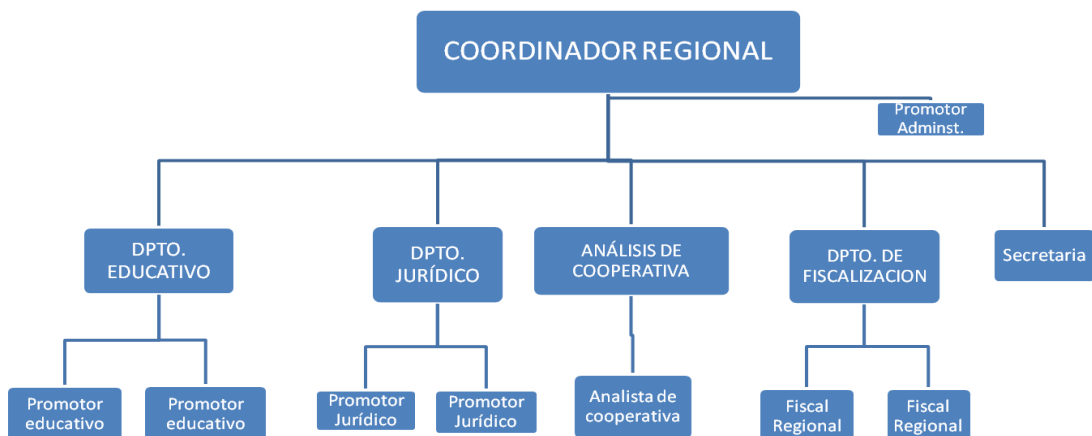 COORDINADOR REGIONAL
Promotor
Adminst.
DPTO.
EDUCATIVO
DPTO.
JURÍDICO
ANÁLISIS DE
COOPERATIVA
DPTO. DE
FISCALIZACION
Secretaria
Promotor
educativo
Promotor
educativo
Promotor
Jurídico
Promotor
Jurídico
Analista de
cooperativa
Fiscal
Regional
Fiscal
Regional